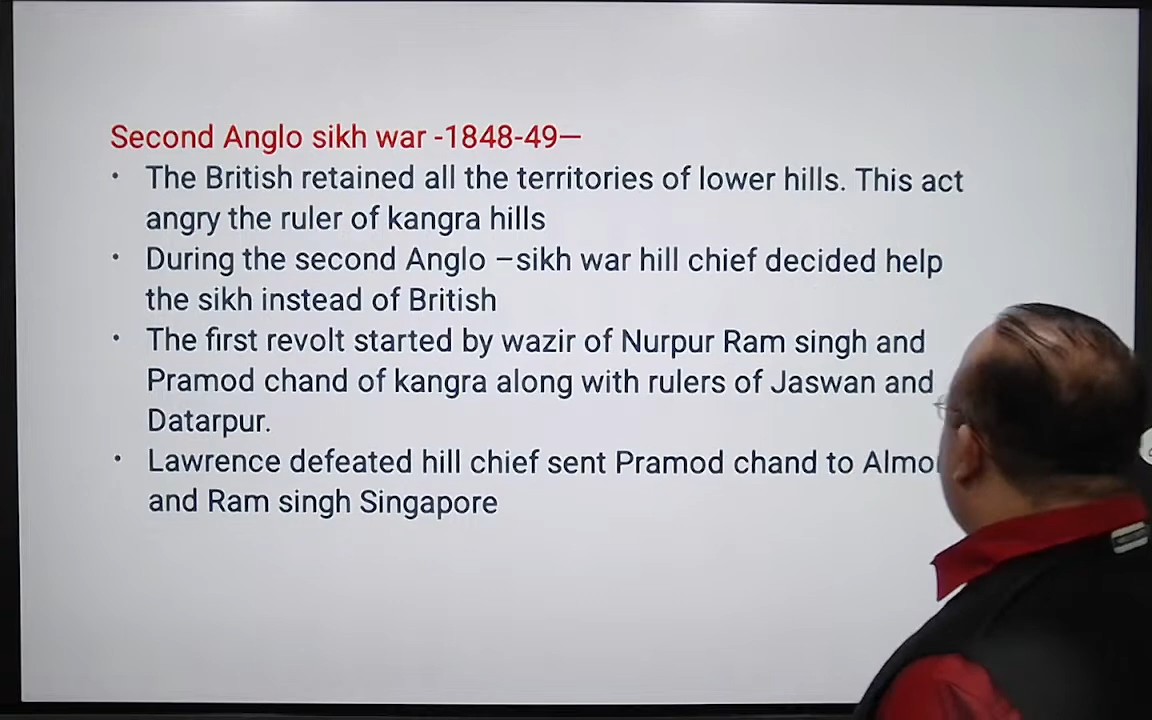 Second Anglo sikh war -1848-49—
• The British retained all the territories of lower hills. This act
angry the ruler of kangra hills
• During the second Anglo –sikh war hill chief decided help
the sikh instead of British
• The first revolt started by wazir of Nurpur Ram singh and
Pramod chand of kangra along with rulers of Jaswan and
Datarpur.
• Lawrence defeated hill chief sent Pramod chand to
and Ram singh Singapore